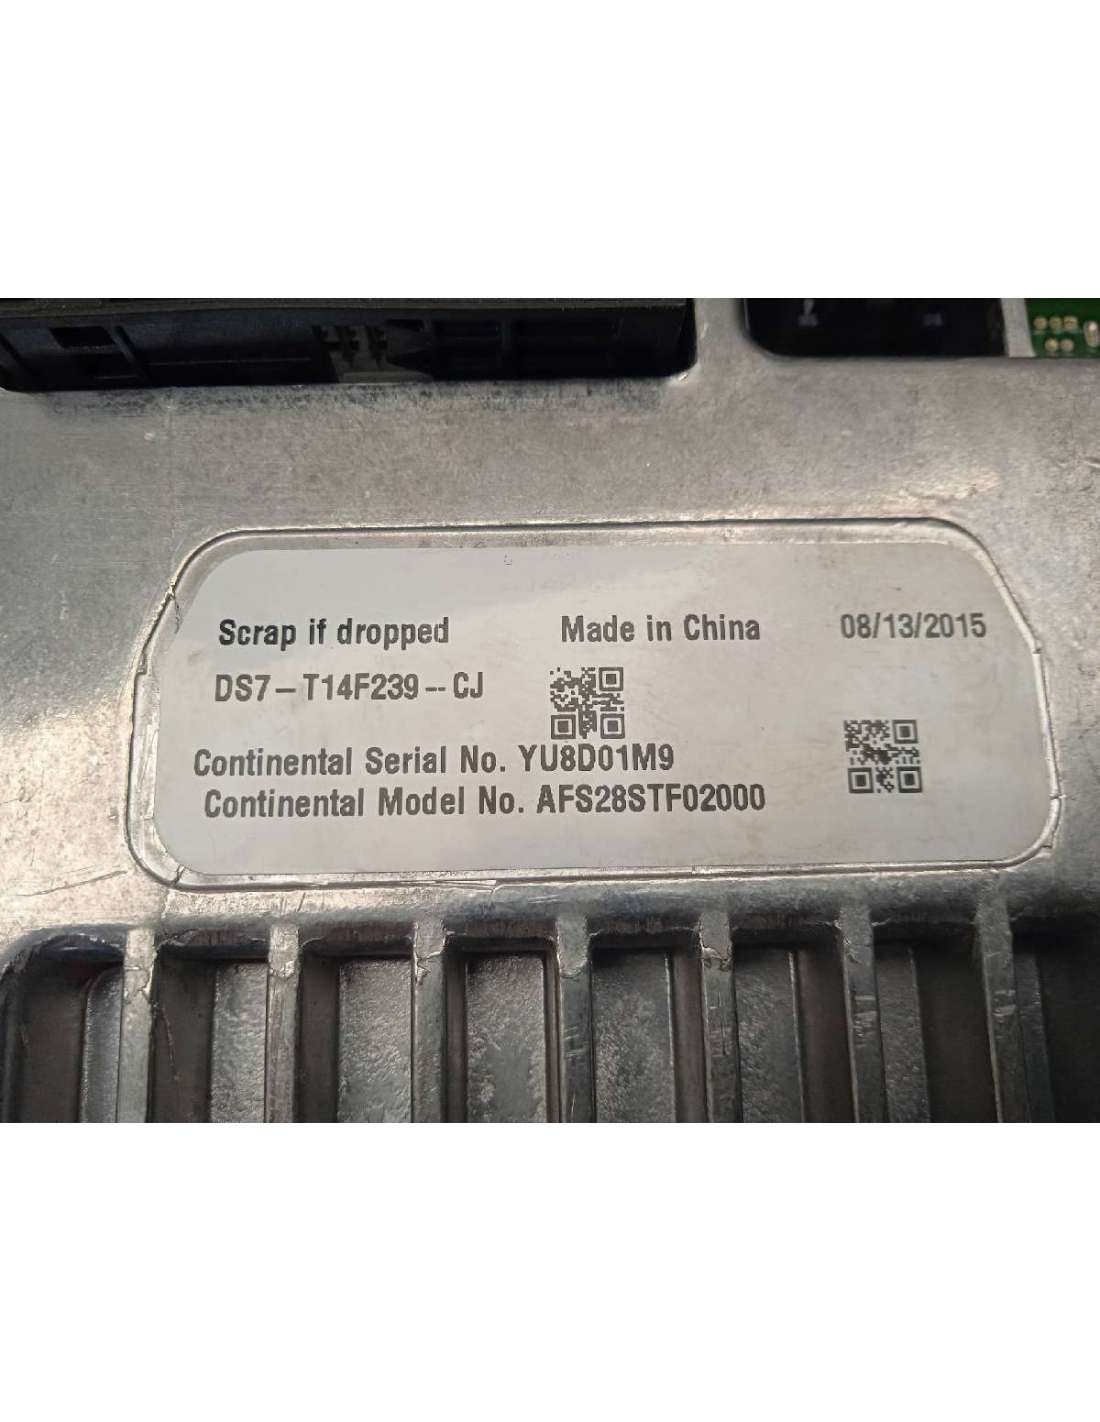 Scrap if dropped Made in China 08/13/2015
DS7-T14F239--CJ
Continental Serial No. YU8D01M9
Continental Model No. AFS28STF02000